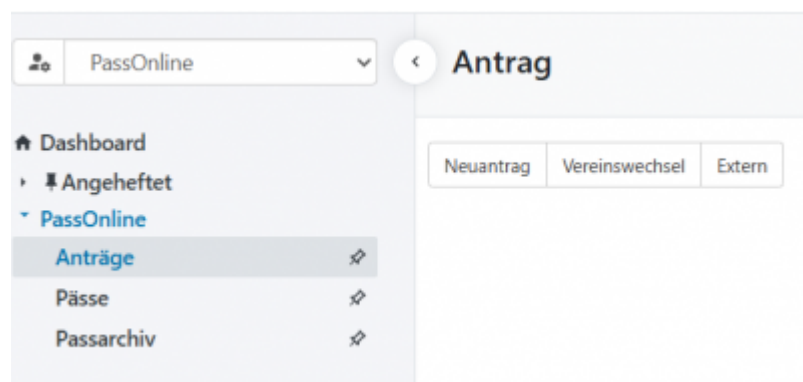 PassOnline
Antrag
Dashboard
Angeheftet
PassOnline
Anträge
Pässe
Passarchiv
Neuantrag
Vereinswechsel
Extern